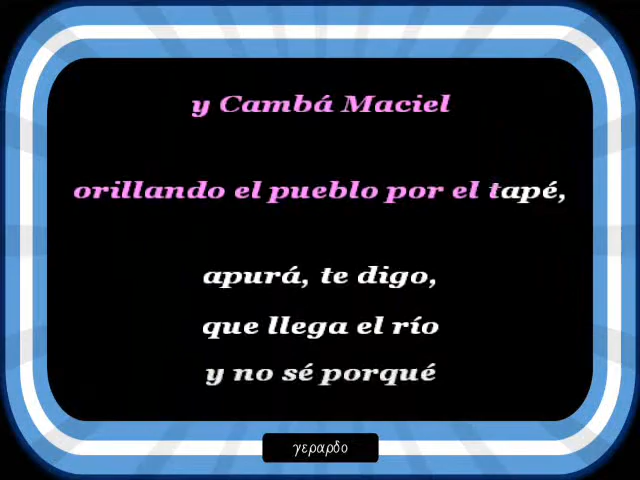 y Cambá Maciel
orillando el pueblo por el tapé,
apurá, te digo,
que llega el río
y no sé porqué
γεραρδο